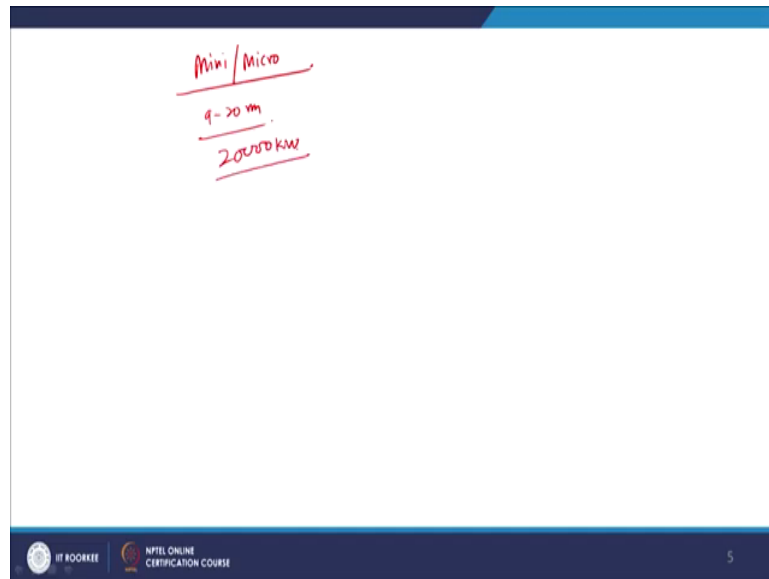 Mini/Micro
9-20 m
20000 kW
IIT ROORKEE
NPTEL ONLINE
CERTIFICATION COURSE
5